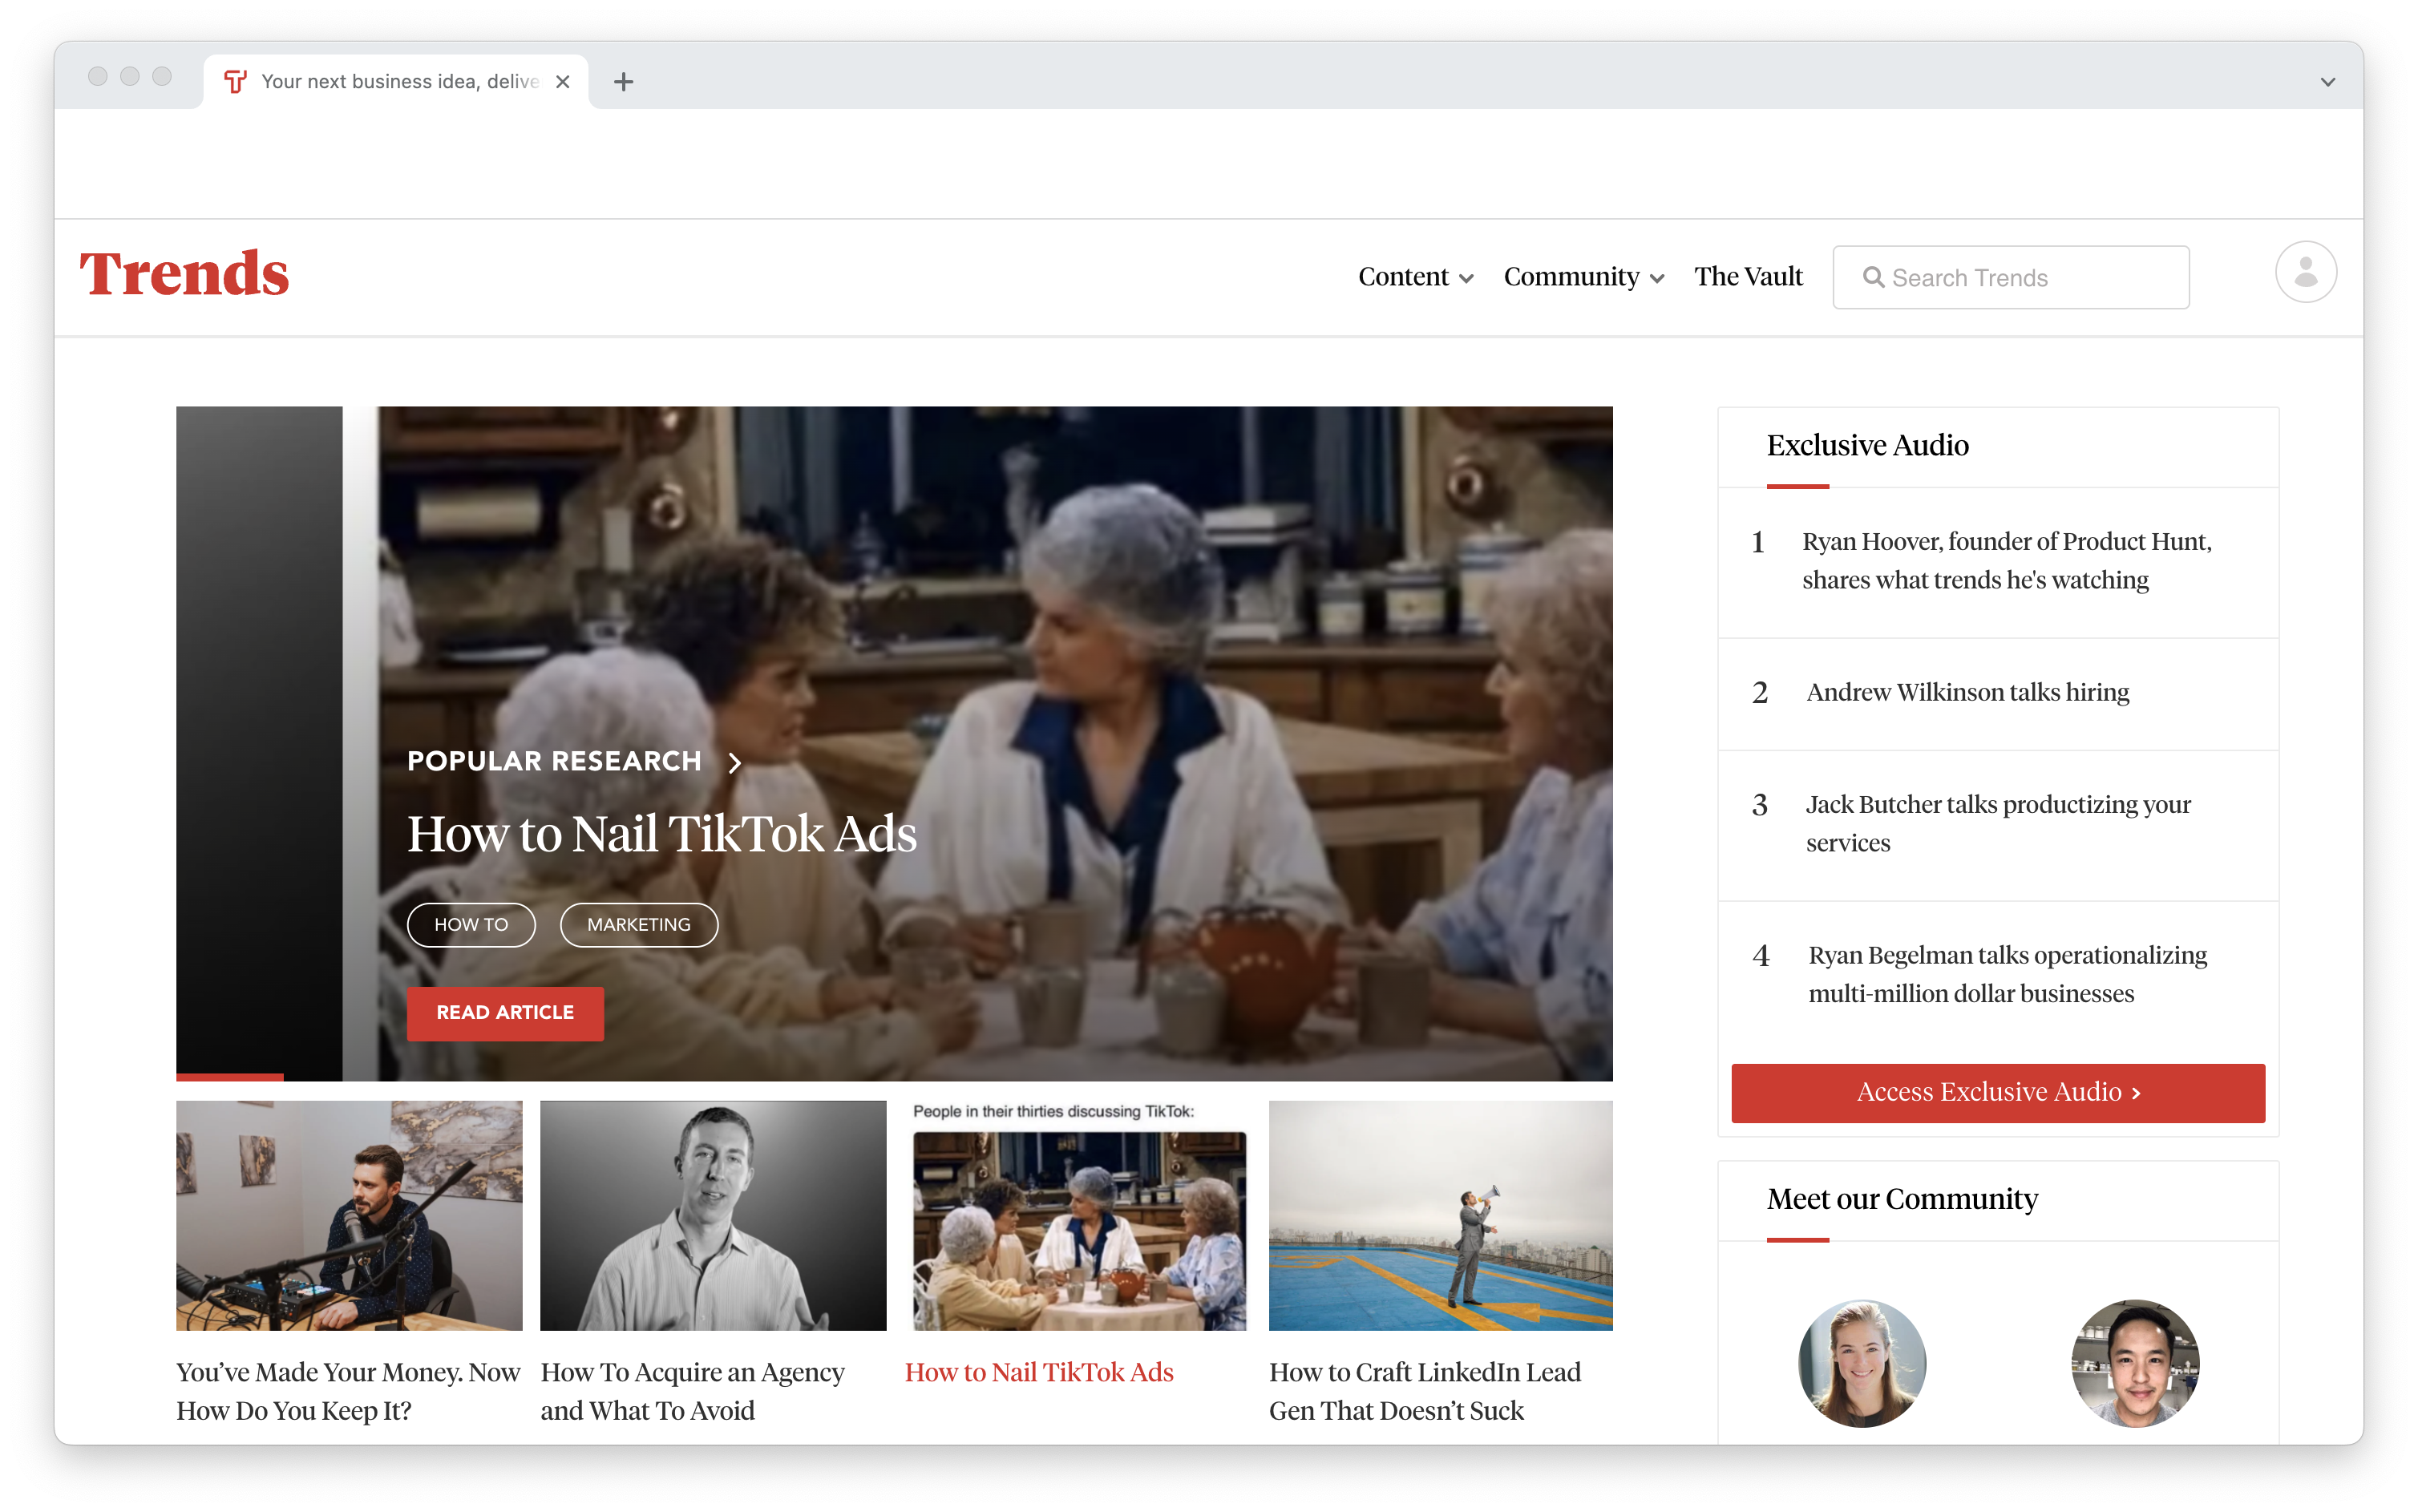 Your next business idea, delive
Trends
Content
Community
The Vault
Search Trends
POPULAR RESEARCH
How to Nail TikTok Ads
HOW TO
MARKETING
READ ARTICLE
People in their thirties discussing TikTok:
You’ve Made Your Money. Now
How Do You Keep It?
How To Acquire an Agency
and What To Avoid
How to Nail TikTok Ads
How to Craft LinkedIn Lead
Gen That Doesn’t Suck
Exclusive Audio
1 Ryan Hoover, founder of Product Hunt,
shares what trends he's watching
2 Andrew Wilkinson talks hiring
3 Jack Butcher talks productizing your
services
4 Ryan Begelman talks operationalizing
multi-million dollar businesses
Access Exclusive Audio
Meet our Community